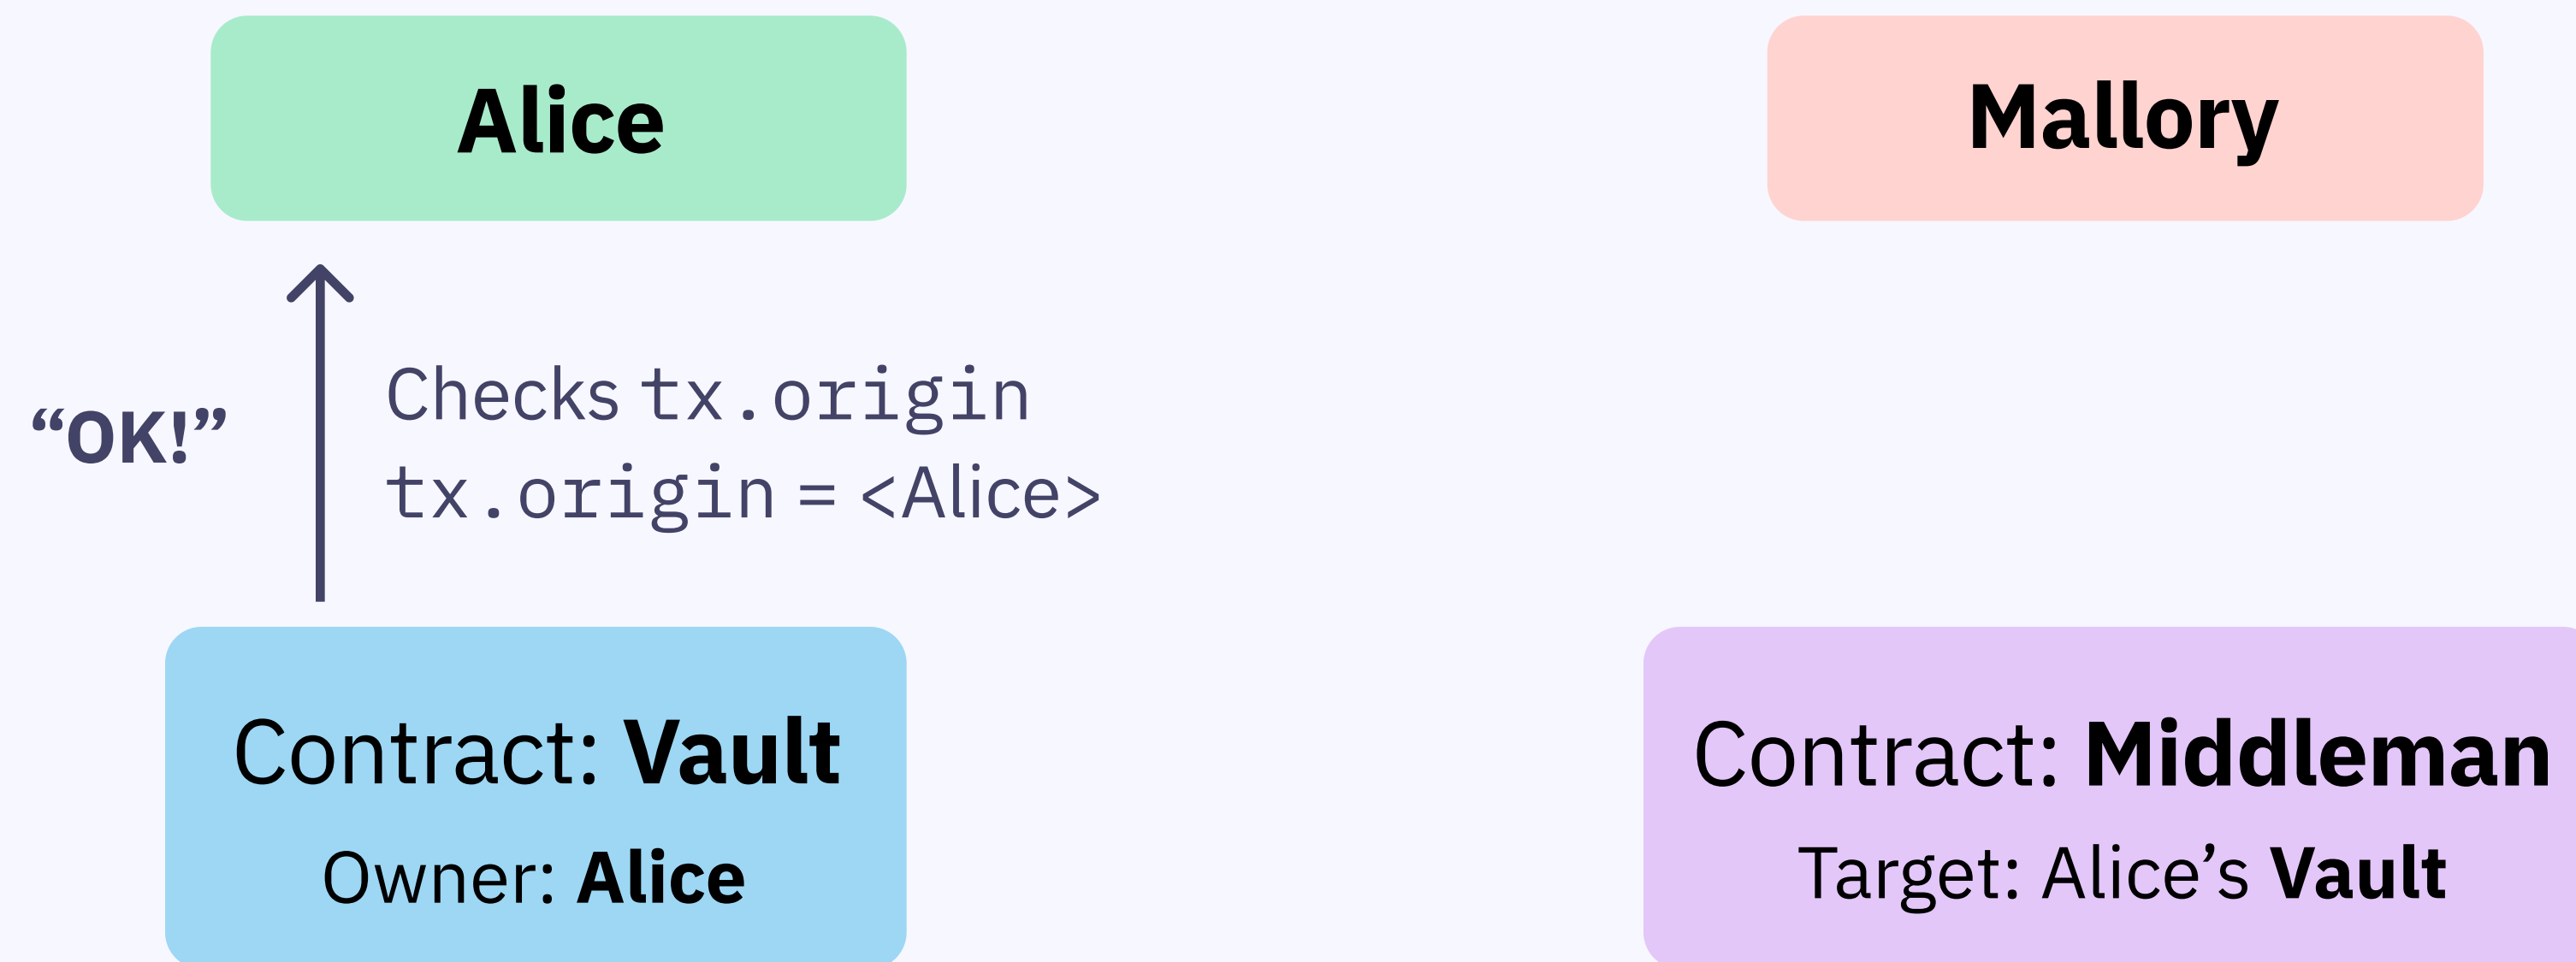 Alice
Mallory
“OK!”
Checks tx.origin
tx.origin = <Alice>
Contract: Vault
Owner: Alice
Contract: Middleman
Target: Alice’s Vault